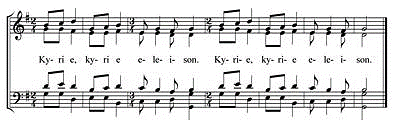 Ky- ri e, ky- ri e e- le- i- son. Ky- ri e, ky- ri e e- le- i- son.